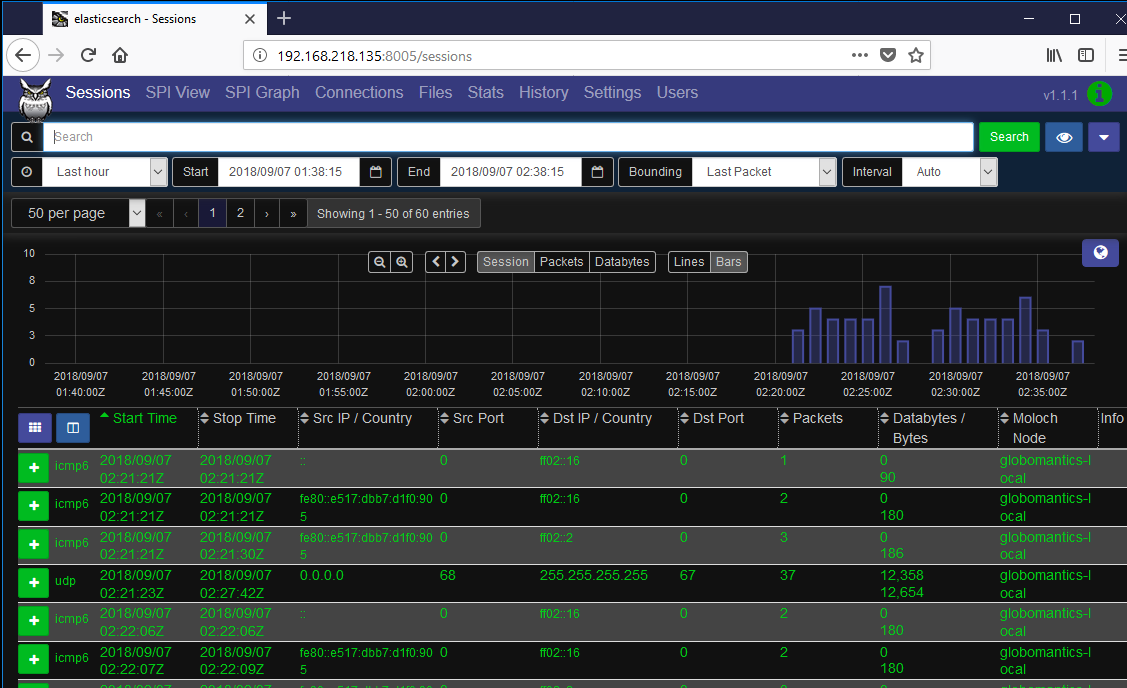 elasticsearch - Sessions
192.168.218.135:8005/sessions
Sessions SPI View SPI Graph Connections Files Stats History Settings Users v1.1.1
Search Search
Last hour Start 2018/09/07 01:38:15 End 2018/09/07 02:38:15 Bounding Last Packet Interval Auto
50 per page « ‹ 1 2 › » Showing 1 - 50 of 60 entries
Session Packets Databytes Lines Bars
10
8
5
3
0
2018/09/07 2018/09/07 2018/09/07 2018/09/07 2018/09/07 2018/09/07 2018/09/07 2018/09/07 2018/09/07 2018/09/07 2018/09/07 2018/09/07
01:40:00Z 01:45:00Z 01:50:00Z 01:55:00Z 02:00:00Z 02:05:00Z 02:10:00Z 02:15:00Z 02:20:00Z 02:25:00Z 02:30:00Z 02:35:00Z
Start Time Stop Time Src IP / Country Src Port Dst IP / Country Dst Port Packets Databytes / Moloch Info
Bytes Node
icmp6 2018/09/07 2018/09/07 :: 0 ff02::16 0 1 0 globomantics-l
02:21:21Z 02:21:21Z 90 ocal
icmp6 2018/09/07 2018/09/07 fe80::e517:dbb7:d1f0:90 0 ff02::16 0 2 0 globomantics-l
02:21:21Z 02:21:21Z 5 180 ocal
icmp6 2018/09/07 2018/09/07 fe80::e517:dbb7:d1f0:90 0 ff02::2 0 3 0 globomantics-l
02:21:21Z 02:21:30Z 5 186 ocal
udp 2018/09/07 2018/09/07 0.0.0.0 68 255.255.255.255 67 37 12,358 globomantics-l
02:21:23Z 02:27:42Z 12,654 ocal
icmp6 2018/09/07 2018/09/07 :: 0 ff02::16 0 2 0 globomantics-l
02:22:06Z 02:22:06Z 180 ocal
icmp6 2018/09/07 2018/09/07 fe80::e517:dbb7:d1f0:90 0 ff02::16 0 2 0 globomantics-l
02:22:07Z 02:22:09Z 5 180 ocal